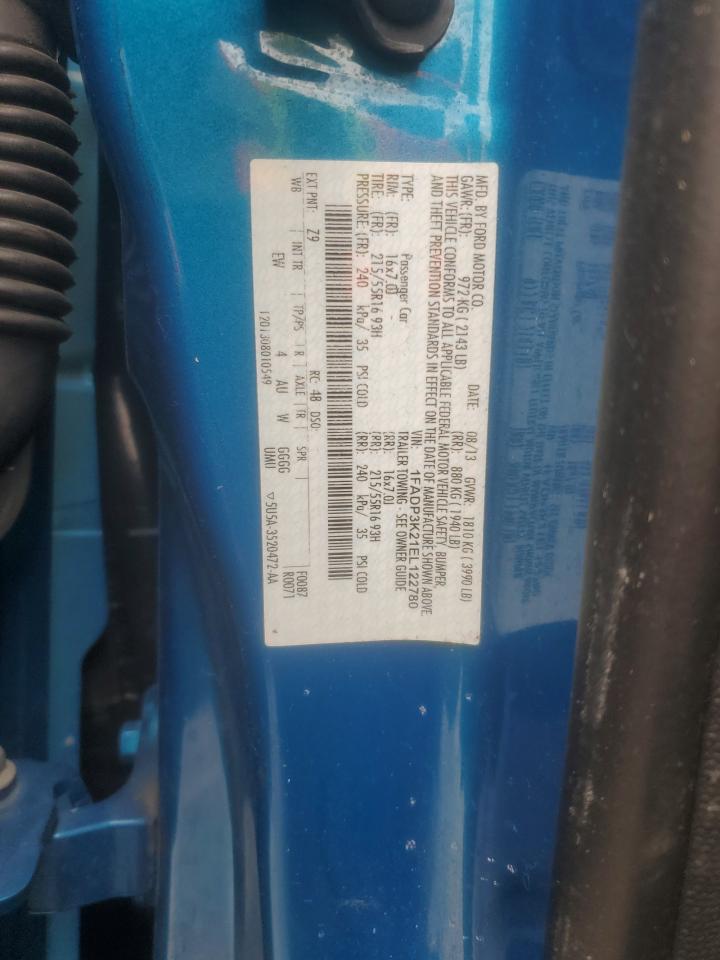 MFD. BY FORD MOTOR CO.
DATE: 08/13 GVWR: 1810 KG ( 3990 LB)
GAWR: (FR): 972 KG ( 2143 LB) (RR): 880 KG ( 1940 LB)
THIS VEHICLE CONFORMS TO ALL APPLICABLE FEDERAL MOTOR VEHICLE SAFETY, BUMPER,
AND THEFT PREVENTION STANDARDS IN EFFECT ON THE DATE OF MANUFACTURE SHOWN ABOVE.
VIN: 1FADP3K21EL122780
TYPE: Passenger Car TRAILER TOWING - SEE OWNER GUIDE
RIM: (FR): 16x7.0J - (RR): 16x7.0J
TIRE: (FR): 215/55R16 93H (RR): 215/55R16 93H
PRESSURE: (FR): 240 kPa/ 35 PSI COLD (RR): 240 kPa/ 35 PSI COLD
EXT PNT: Z9 RC: 48 DSO: F0087
WB INT TR TP/PS R AXLE TR SPR R0071
EW 4 AU W GGGG
UMU
1201308010549 ▽5U5A-3520472-AA